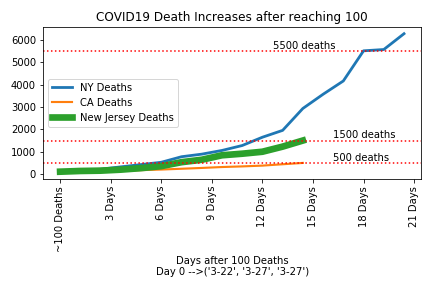 COVID19 Death Increases after reaching 100
6000
5000
4000
3000
2000
1000
0
5500 deaths
1500 deaths
500 deaths
NY Deaths
CA Deaths
New Jersey Deaths
~100 Deaths
3 Days
6 Days
9 Days
12 Days
15 Days
18 Days
21 Days
Days after 100 Deaths
Day 0 -->('3-22', '3-27', '3-27')